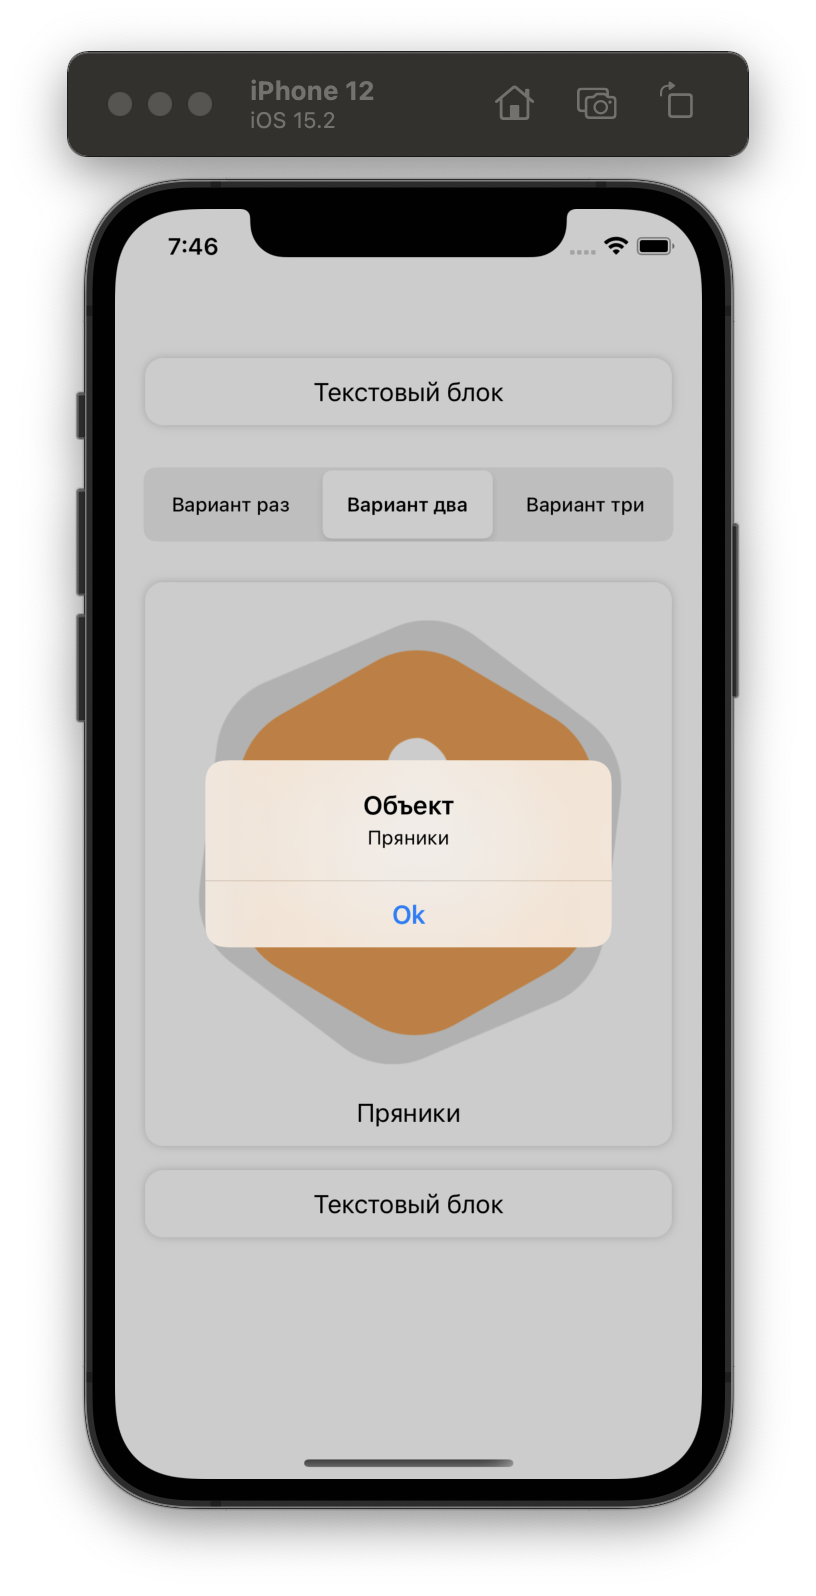 iPhone 12
iOS 15.2
7:46
Текстовый блок
Вариант раз
Вариант два
Вариант три
Объект
Пряники
Ok
Пряники
Текстовый блок